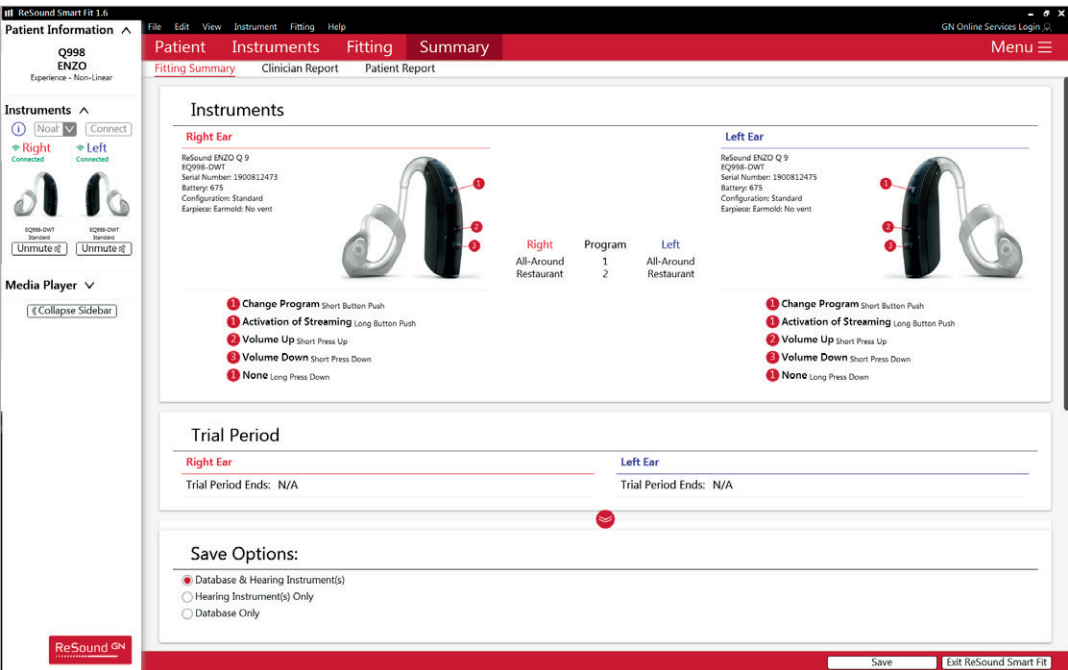 ReSound Smart Fit 1.6
File Edit View Instrument Fitting Help
GN Online Services Login
Patient Information
Q998
ENZO
Experience - Non-Linear
Instruments
Noah Connect
Right Left
Connected Connected
EQ998-DWT EQ998-DWT
Standard Standard
Unmute Unmute
Media Player
Collapse Sidebar
ReSound GN
Patient Instruments Fitting Summary Menu
Fitting Summary Clinician Report Patient Report
Instruments
Right Ear
ReSound ENZO Q 9
EQ998-DWT
Serial Number: 1900812473
Battery: 675
Configuration: Standard
Earpiece: Earmold: No vent
1
2
3
1 Change Program Short Button Push
1 Activation of Streaming Long Button Push
2 Volume Up Short Press Up
3 Volume Down Short Press Down
1 None Long Press Down
Right Program Left
All-Around 1 All-Around
Restaurant 2 Restaurant
Left Ear
ReSound ENZO Q 9
EQ998-DWT
Serial Number: 1900812475
Battery: 675
Configuration: Standard
Earpiece: Earmold: No vent
1
2
3
1 Change Program Short Button Push
1 Activation of Streaming Long Button Push
2 Volume Up Short Press Up
3 Volume Down Short Press Down
1 None Long Press Down
Trial Period
Right Ear Left Ear
Trial Period Ends: N/A Trial Period Ends: N/A
Save Options:
Database & Hearing Instrument(s)
Hearing Instrument(s) Only
Database Only
Save Exit ReSound Smart Fit